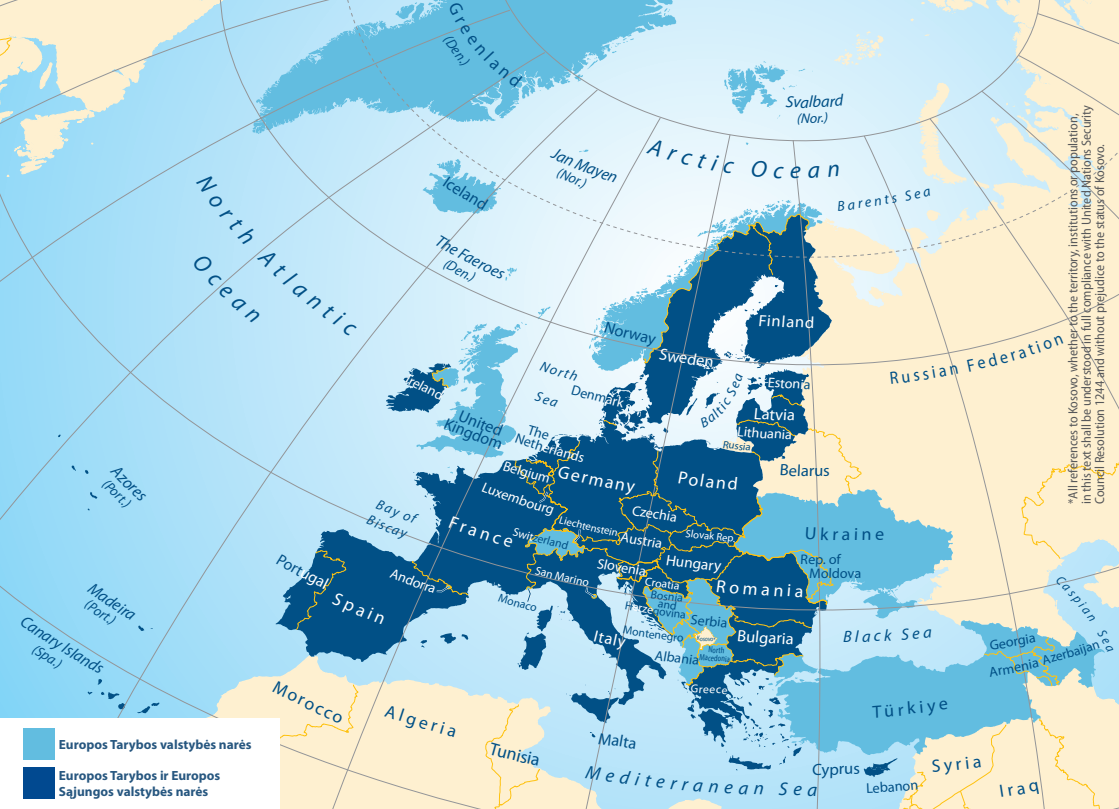 Greenland
(Den.)
Svalbard
(Nor.)
Jan Mayen
(Nor.)
Arctic Ocean
Barents Sea
Iceland
North Atlantic
Ocean
The Faeroes
(Den.)
Norway
Sweden
Finland
Russian Federation
North
Sea
Denmark
Baltic Sea
Estonia
Latvia
Lithuania
Russia
Belarus
Ireland
United
Kingdom
The
Netherlands
Belgium
Luxembourg
Germany
Poland
Czechia
Slovak Rep.
Ukraine
Rep. of
Moldova
Azores
(Port.)
Bay of
Biscay
France
Switzerland
Liechtenstein
Austria
Hungary
Slovenia
Croatia
Romania
Portugal
Spain
Andorra
Monaco
San Marino
Italy
Bosnia
and
Herzegovina
Serbia
Montenegro
Kosovo*
North
Macedonia
Albania
Bulgaria
Greece
Black Sea
Georgia
Armenia
Azerbaijan
Caspian Sea
Türkiye
Madeira
(Port.)
Canary Islands
(Spa.)
Morocco
Algeria
Tunisia
Malta
Mediterranean Sea
Cyprus
Lebanon
Syria
Iraq
*All references to Kosovo, whether to the territory, institutions or population,
in this text shall be understood in full compliance with United Nations Security
Council Resolution 1244 and without prejudice to the status of Kosovo.
Europos Tarybos valstybės narės
Europos Tarybos ir Europos
Sąjungos valstybės narės